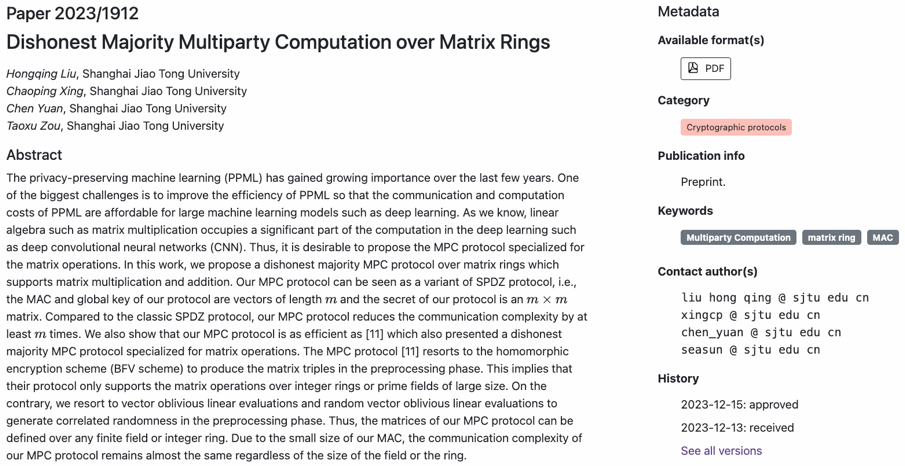 Paper 2023/1912
Dishonest Majority Multiparty Computation over Matrix Rings
Hongqing Liu, Shanghai Jiao Tong University
Chaoping Xing, Shanghai Jiao Tong University
Chen Yuan, Shanghai Jiao Tong University
Taoxu Zou, Shanghai Jiao Tong University
Abstract
The privacy-preserving machine learning (PPML) has gained growing importance over the last few years. One
of the biggest challenges is to improve the efficiency of PPML so that the communication and computation
costs of PPML are affordable for large machine learning models such as deep learning. As we know, linear
algebra such as matrix multiplication occupies a significant part of the computation in the deep learning such
as deep convolutional neural networks (CNN). Thus, it is desirable to propose the MPC protocol specialized for
the matrix operations. In this work, we propose a dishonest majority MPC protocol over matrix rings which
supports matrix multiplication and addition. Our MPC protocol can be seen as a variant of SPDZ protocol, i.e.,
the MAC and global key of our protocol are vectors of length m and the secret of our protocol is an m × m
matrix. Compared to the classic SPDZ protocol, our MPC protocol reduces the communication complexity by at
least m times. We also show that our MPC protocol is as efficient as [11] which also presented a dishonest
majority MPC protocol specialized for matrix operations. The MPC protocol [11] resorts to the homomorphic
encryption scheme (BFV scheme) to produce the matrix triples in the preprocessing phase. This implies that
their protocol only supports the matrix operations over integer rings or prime fields of large size. On the
contrary, we resort to vector oblivious linear evaluations and random vector oblivious linear evaluations to
generate correlated randomness in the preprocessing phase. Thus, the matrices of our MPC protocol can be
defined over any finite field or integer ring. Due to the small size of our MAC, the communication complexity of
our MPC protocol remains almost the same regardless of the size of the field or the ring.
Metadata
Available format(s)
PDF
Category
Cryptographic protocols
Publication info
Preprint.
Keywords
Multiparty Computation matrix ring MAC
Contact author(s)
liu hong qing @ sjtu edu cn
xingcp @ sjtu edu cn
chen_yuan @ sjtu edu cn
seasun @ sjtu edu cn
History
2023-12-15: approved
2023-12-13: received
See all versions